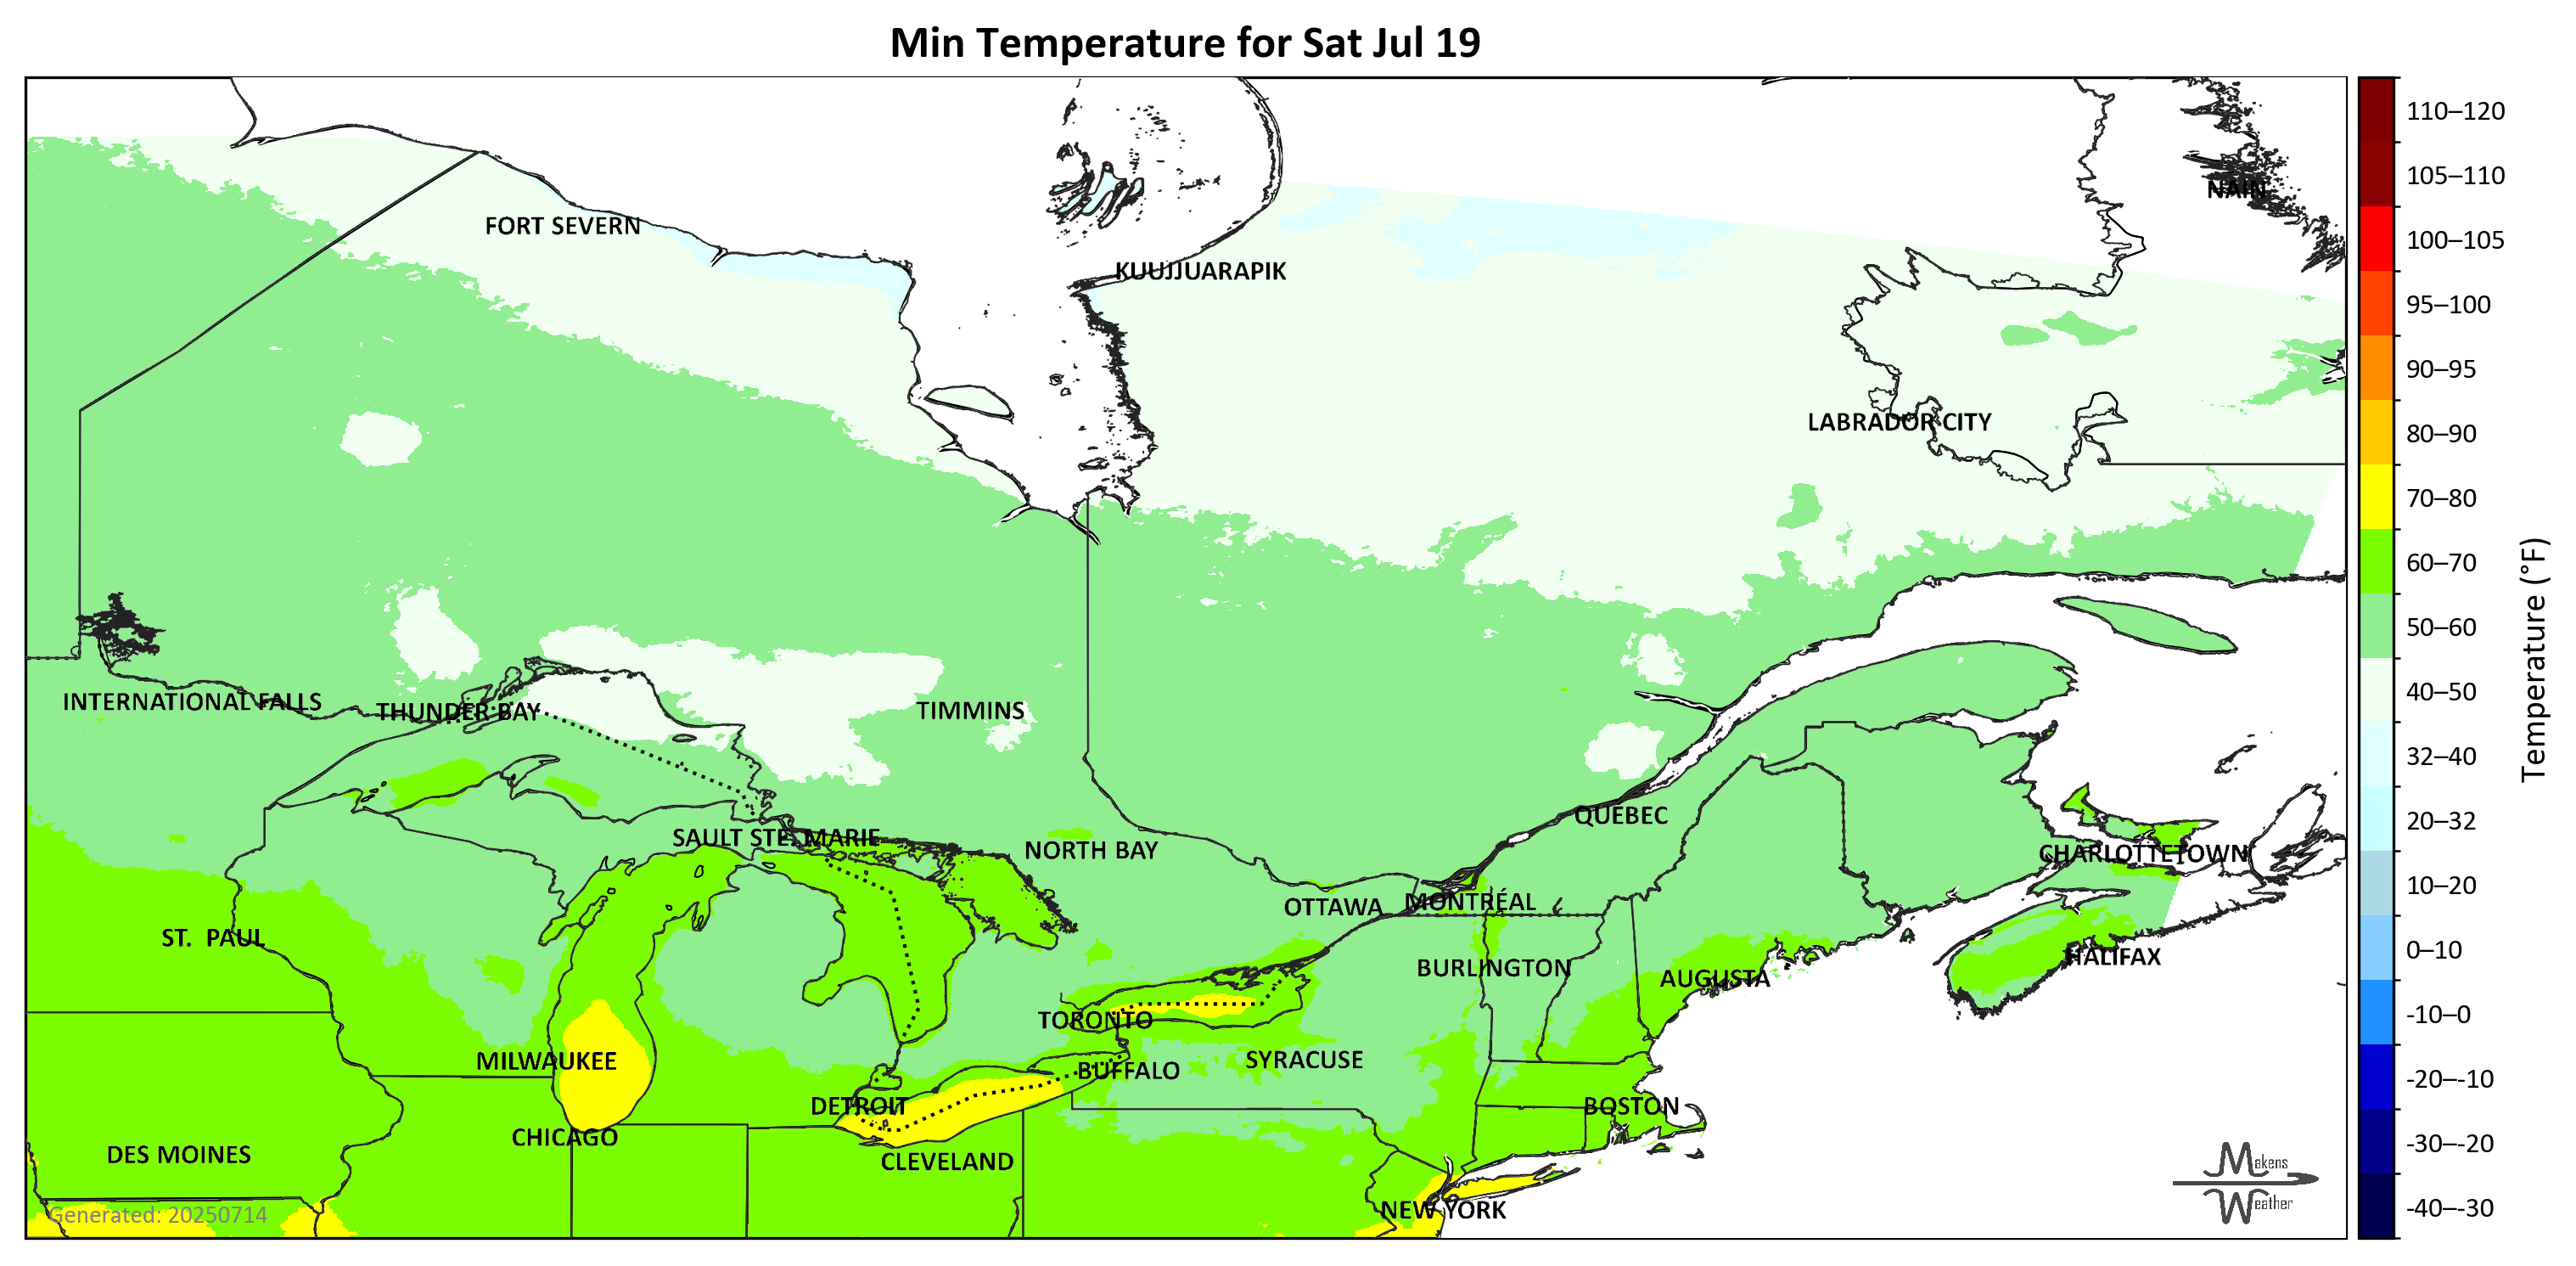 Min Temperature for Sat Jul 19
NAIN
FORT SEVERN
KUUJJUARAPIK
LABRADOR CITY
INTERNATIONAL FALLS
THUNDER BAY
TIMMINS
QUÉBEC
SAULT STE. MARIE
NORTH BAY
CHARLOTTETOWN
OTTAWA
MONTRÉAL
ST. PAUL
BURLINGTON
AUGUSTA
HALIFAX
TORONTO
MILWAUKEE
SYRACUSE
BUFFALO
DETROIT
BOSTON
CHICAGO
DES MOINES
CLEVELAND
NEW YORK
Generated: 20250714
Makens
Weather
110–120
105–110
100–105
95–100
90–95
80–90
70–80
60–70
50–60
40–50
32–40
20–32
10–20
0–10
-10–0
-20–-10
-30–-20
-40–-30
Temperature (°F)